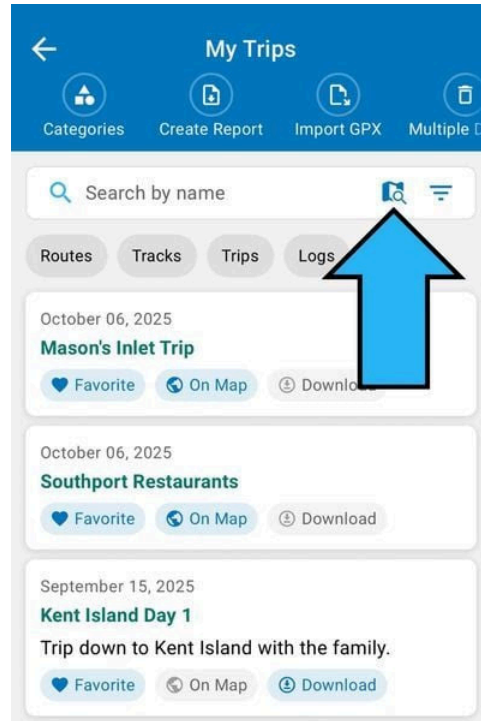 My Trips
Categories Create Report Import GPX Multiple
Search by name
Routes Tracks Trips Logs
October 06, 2025
Mason's Inlet Trip
Favorite On Map
October 06, 2025
Southport Restaurants
Favorite On Map Download
September 15, 2025
Kent Island Day 1
Trip down to Kent Island with the family.
Favorite On Map Download